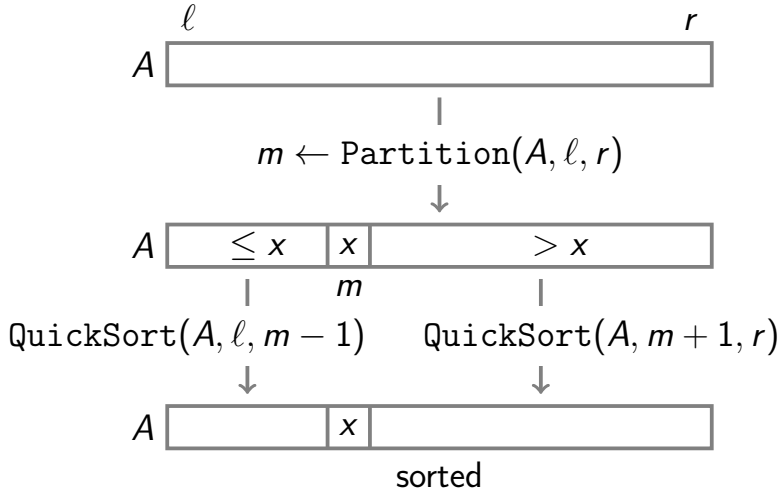 ℓ r
A
m ← Partition(A, ℓ, r)
A ≤ x x > x
m
QuickSort(A, ℓ, m − 1) QuickSort(A, m + 1, r)
A x
sorted